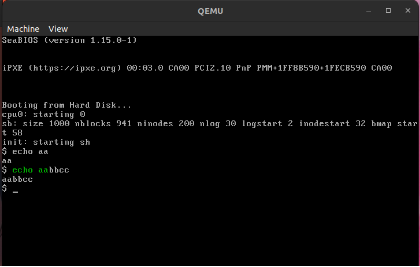 QEMU
Machine View
SeaBIOS (version 1.15.0-1)
iPXE (https://ipxe.org) 00:03.0 CA00 PCI2.10 PnP PMM+1FF8B590+1FECB590 CA00
Booting from Hard Disk...
cpu0: starting 0
sb: size 1000 nblocks 941 ninodes 200 nlog 30 logstart 2 inodestart 32 bmap star
t 58
init: starting sh
$ echo aa
aa
$ echo aabbcc
aabbcc
$ _